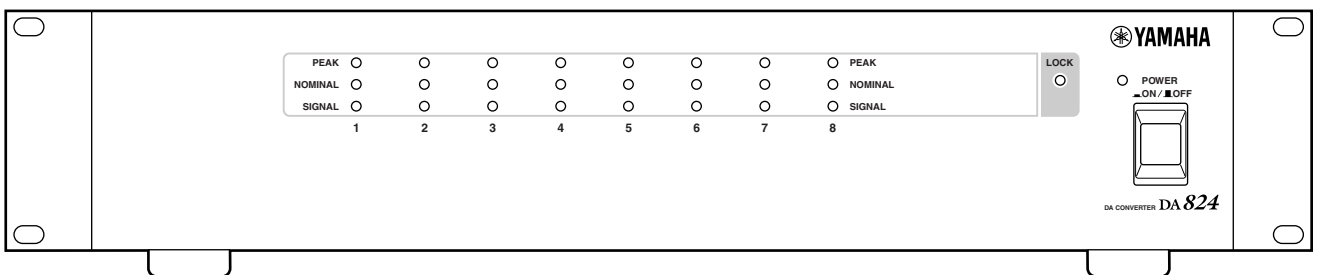 YAMAHA
PEAK PEAK LOCK
NOMINAL NOMINAL POWER
SIGNAL SIGNAL ON / OFF
1 2 3 4 5 6 7 8
DA CONVERTER DA824